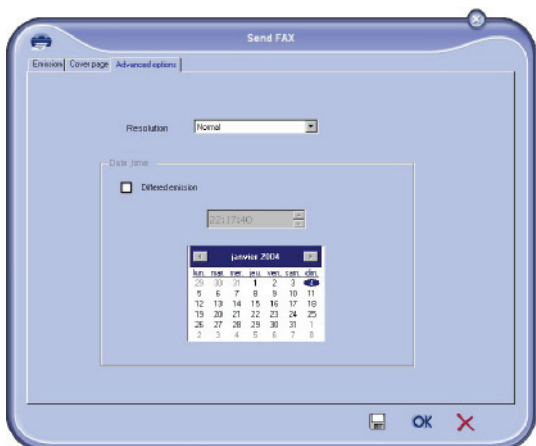 Send FAX
Emission Cover page Advanced options
Resolution Normal
Date_time
Differed emission
22:17:40
janvier 2004
lun. mar. mer. jeu. ven. sam. dim.
29 30 31 1 2 3 4
5 6 7 8 9 10 11
12 13 14 15 16 17 18
19 20 21 22 23 24 25
26 27 28 29 30 31 1
2 3 4 5 6 7 8
OK